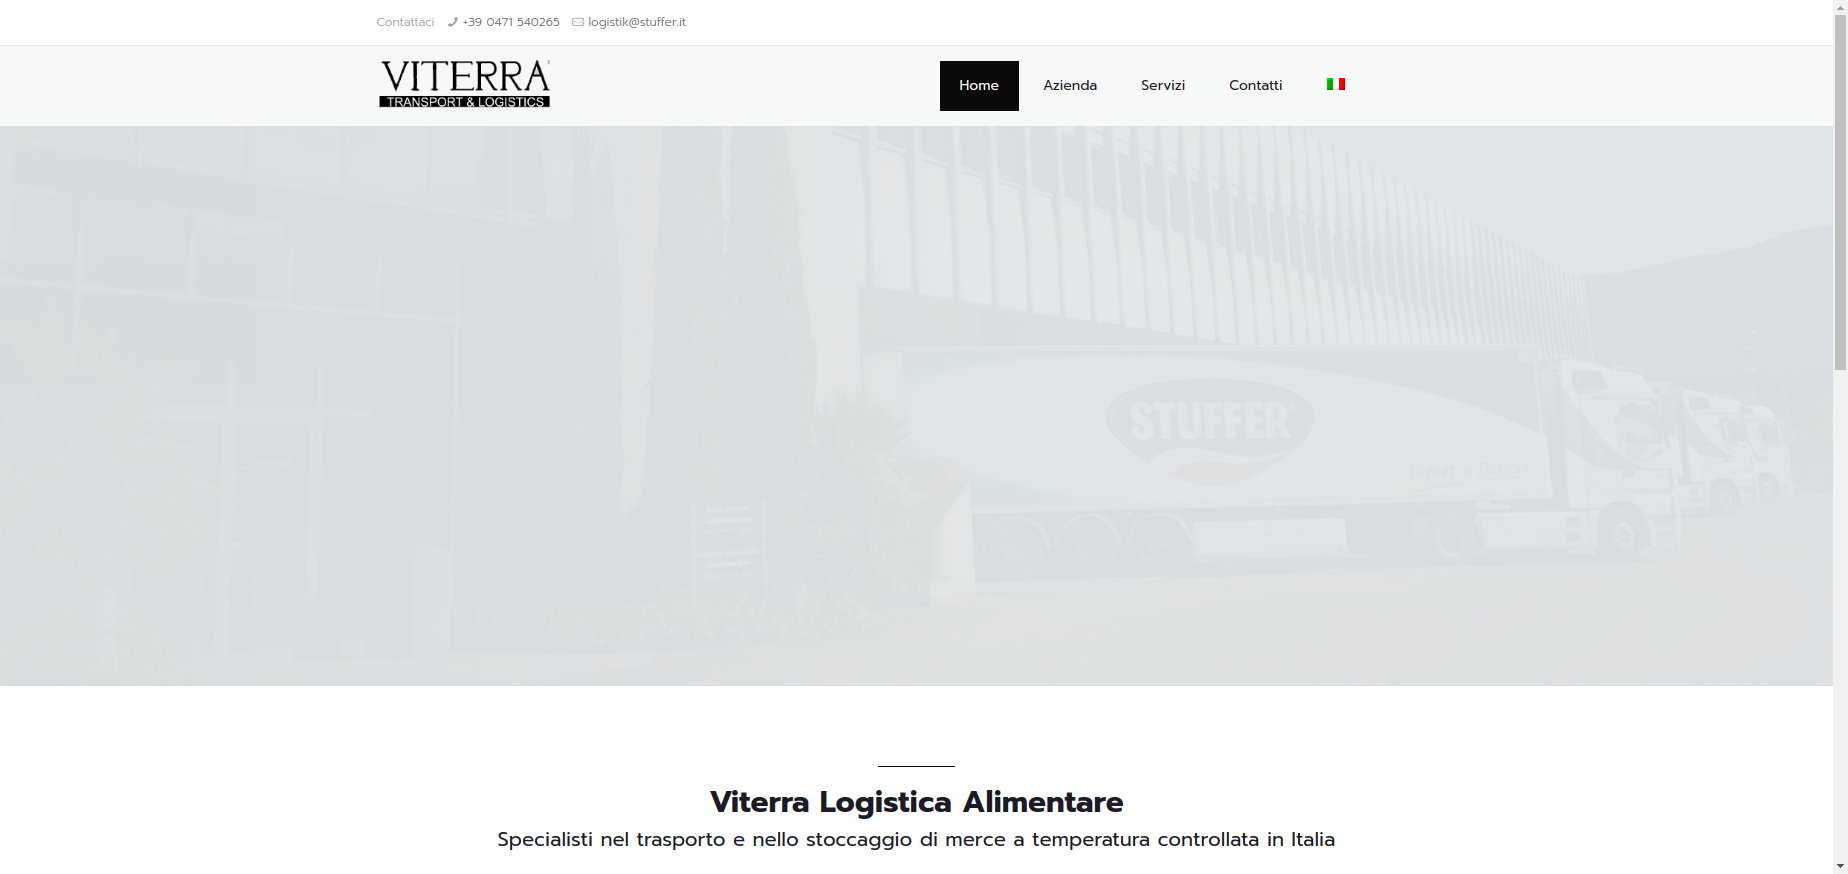 Contattaci +39 0471 540265 logistik@stuffer.it
VITERRA
TRANSPORT & LOGISTICS
Home Azienda Servizi Contatti
STUFFER
Yogurt e Dessert
Viterra Logistica Alimentare
Specialisti nel trasporto e nello stoccaggio di merce a temperatura controllata in Italia